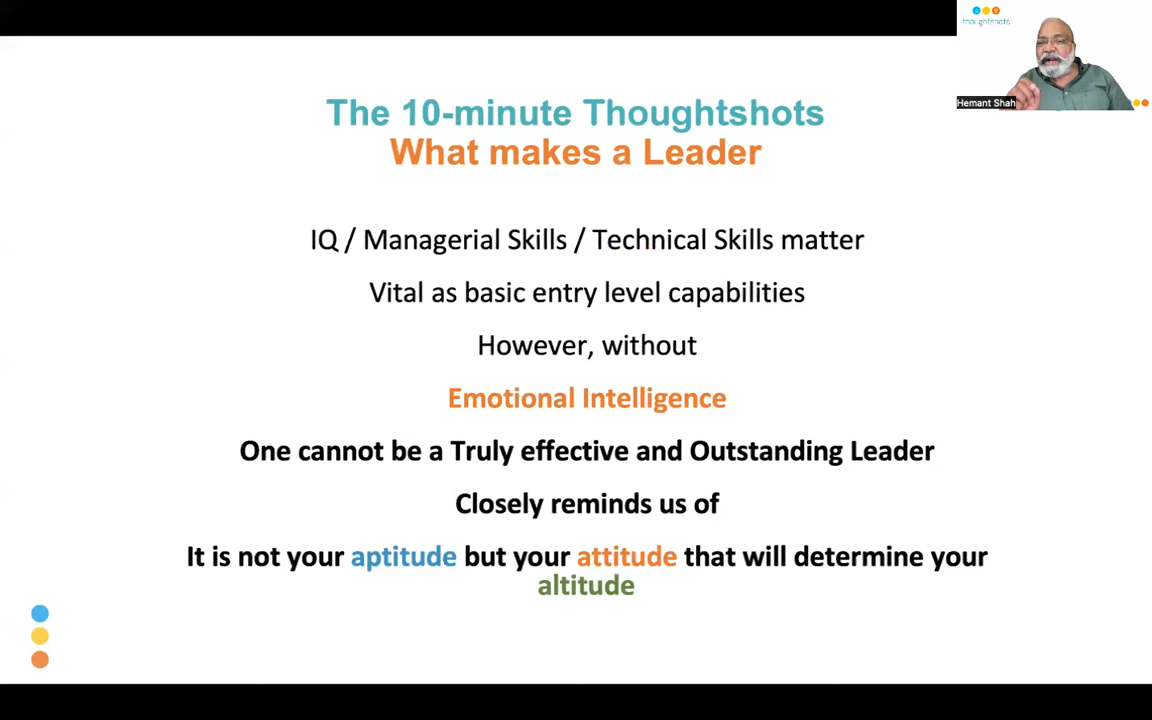 thoughtshots
Hemant Shah
The 10-minute Thoughtshots
What makes a Leader
IQ / Managerial Skills / Technical Skills matter
Vital as basic entry level capabilities
However, without
Emotional Intelligence
One cannot be a Truly effective and Outstanding Leader
Closely reminds us of
It is not your aptitude but your attitude that will determine your
altitude